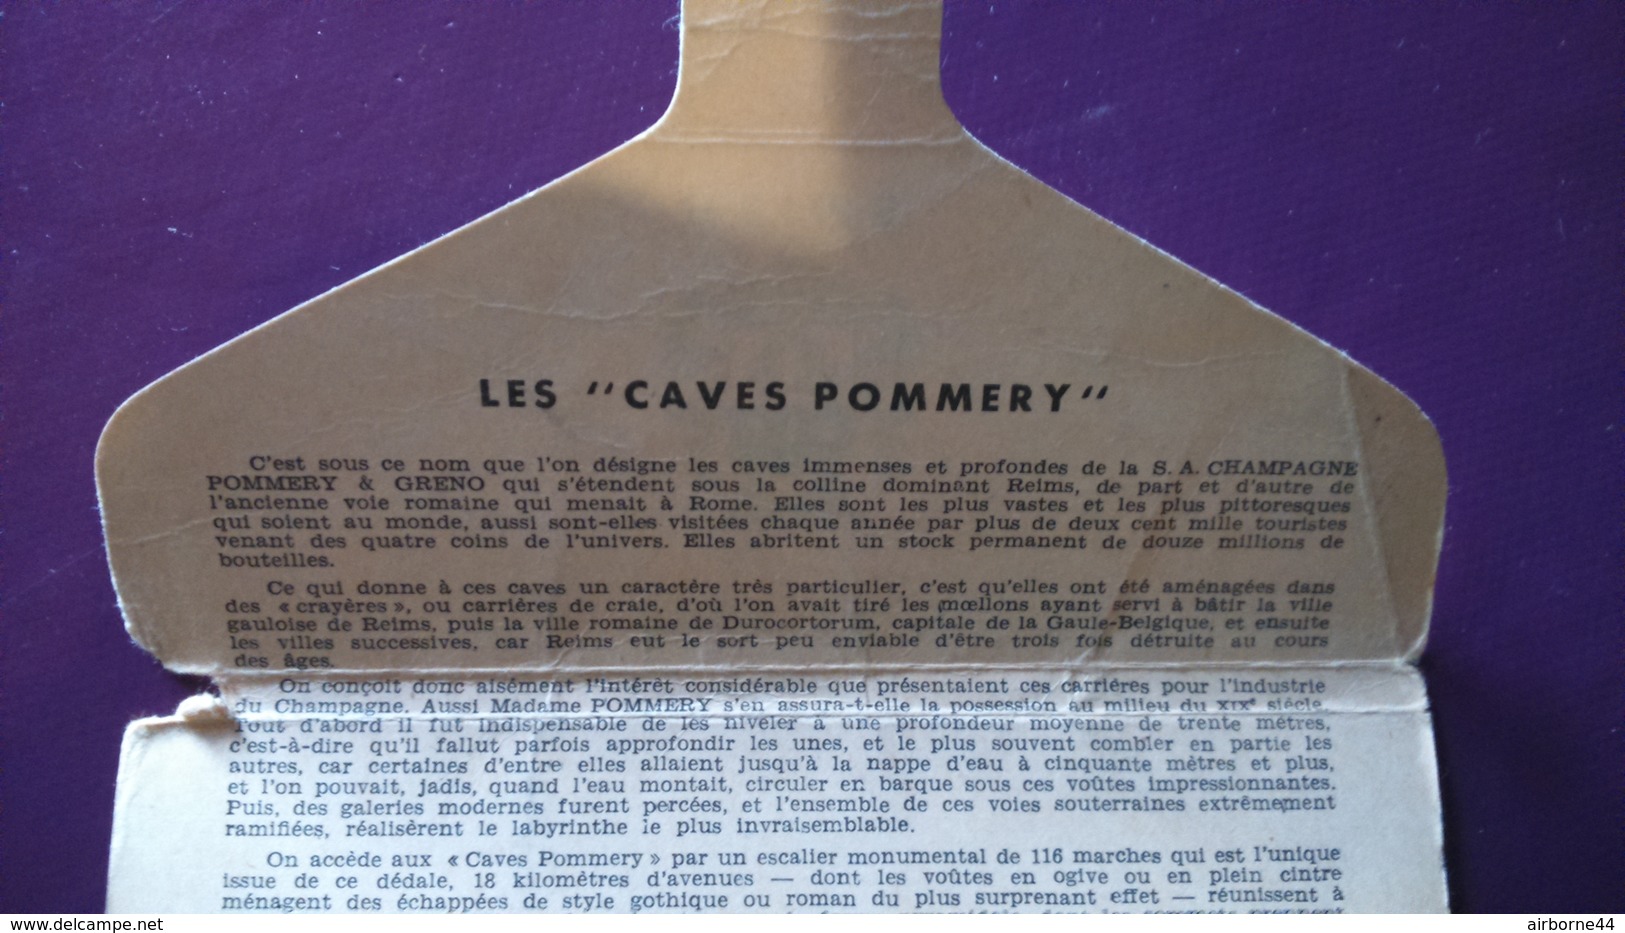 LES "CAVES POMMERY"
C'est sous ce nom que l'on désigne les caves immenses et profondes de la S. A. CHAMPAGNE
POMMERY & GRENO qui s'étendent sous la colline dominant Reims, de part et d'autre de
l'ancienne voie romaine qui menait à Rome. Elles sont les plus vastes et les plus pittoresques
qui soient au monde, aussi sont-elles visitées chaque année par plus de deux cent mille touristes
venant des quatre coins de l'univers. Elles abritent un stock permanent de douze millions de
bouteilles.
Ce qui donne à ces caves un caractère très particulier, c'est qu'elles ont été aménagées dans
des « crayères », ou carrières de craie, d'où l'on avait tiré les mœllons ayant servi à bâtir la ville
gauloise de Reims, puis la ville romaine de Durocortorum, capitale de la Gaule-Belgique, et ensuite
les villes successives, car Reims eut le sort peu enviable d'être trois fois détruite au cours
des âges.
On conçoit donc aisément l'intérêt considérable que présentaient ces carrières pour l'industrie
du Champagne. Aussi Madame POMMERY s'en assura-t-elle la possession au milieu du XIXe siècle.
Tout d'abord il fut indispensable de les niveler à une profondeur moyenne de trente mètres,
c'est-à-dire qu'il fallut parfois approfondir les unes, et le plus souvent combler en partie les
autres, car certaines d'entre elles allaient jusqu'à la nappe d'eau à cinquante mètres et plus,
et l'on pouvait, jadis, quand l'eau montait, circuler en barque sous ces voûtes impressionnantes.
Puis, des galeries modernes furent percées, et l'ensemble de ces voies souterraines extrêmement
ramifiées, réalisèrent le labyrinthe le plus invraisemblable.
On accède aux « Caves Pommery » par un escalier monumental de 116 marches qui est l'unique
issue de ce dédale, 18 kilomètres d'avenues — dont les voûtes en ogive ou en plein cintre
ménagent des échappées de style gothique ou roman du plus surprenant effet — réunissent à
delcampe.net
airborne44